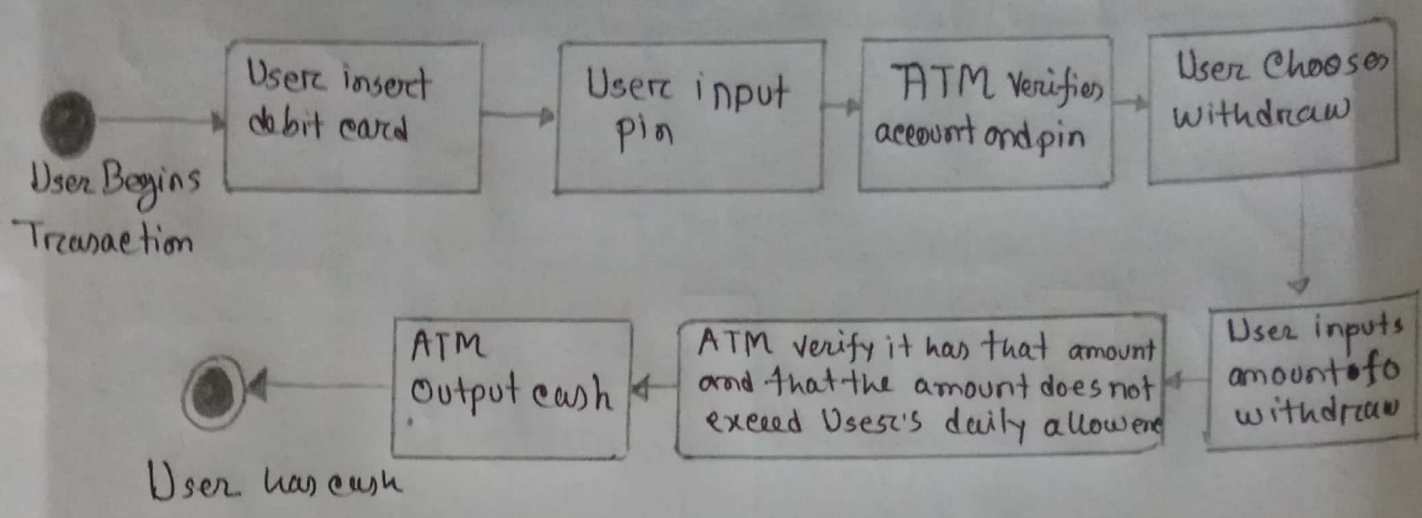 User insert
debit card
User input
pin
ATM verifies
account and pin
User Chooses
withdraw
User Begins
Transaction
User inputs
amount to
withdraw
ATM verify it has that amount
and that the amount does not
exceed User's daily allowenc
ATM
Output cash
User has cash